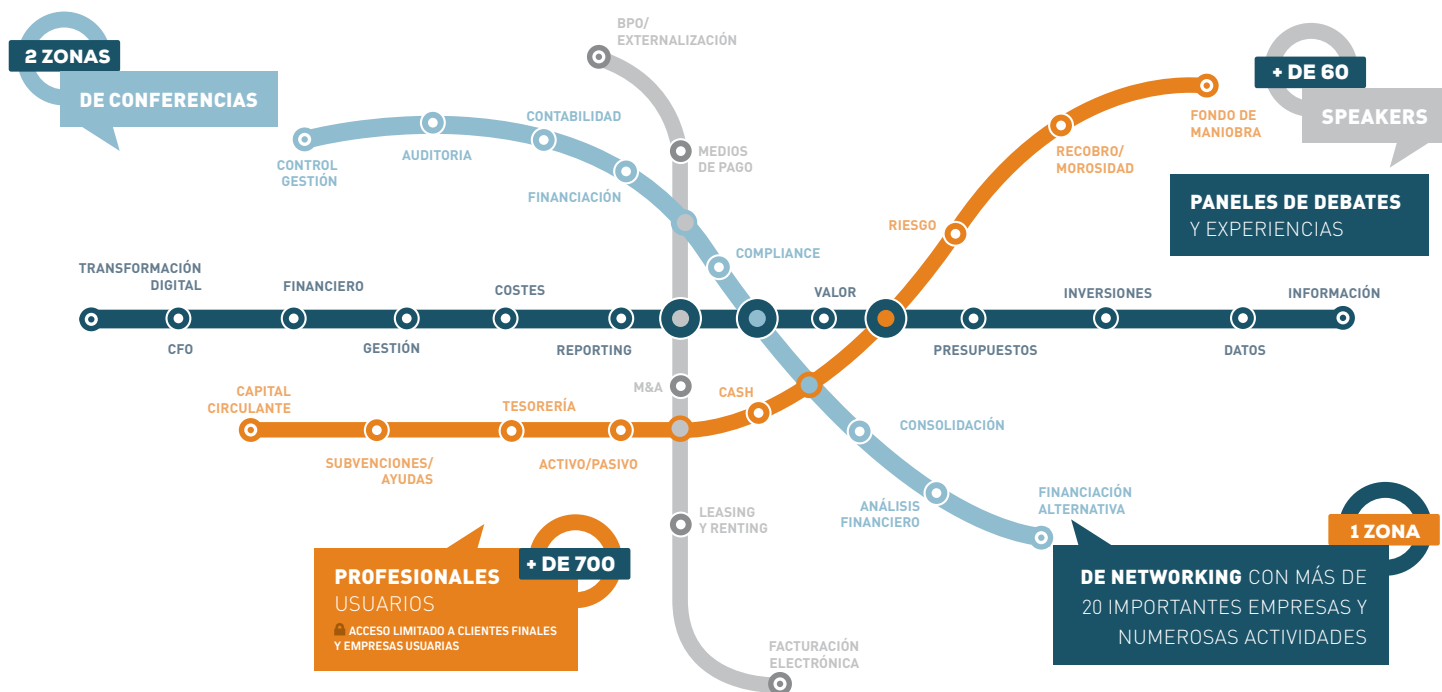 2 ZONAS
DE CONFERENCIAS
BPO/
EXTERNALIZACIÓN
+ DE 60
SPEAKERS
CONTROL
GESTIÓN
AUDITORIA
CONTABILIDAD
FINANCIACIÓN
MEDIOS
DE PAGO
FONDO DE
MANIOBRA
RECOBRO/
MOROSIDAD
RIESGO
PANELES DE DEBATES
Y EXPERIENCIAS
COMPLIANCE
TRANSFORMACIÓN
DIGITAL
CFO
FINANCIERO
GESTIÓN
COSTES
REPORTING
VALOR
PRESUPUESTOS
INVERSIONES
DATOS
INFORMACIÓN
CAPITAL
CIRCULANTE
SUBVENCIONES/
AYUDAS
TESORERÍA
ACTIVO/PASIVO
M&A
CASH
CONSOLIDACIÓN
ANÁLISIS
FINANCIERO
FINANCIACIÓN
ALTERNATIVA
LEASING
Y RENTING
FACTURACIÓN
ELECTRÓNICA
+ DE 700
PROFESIONALES
USUARIOS
ACCESO LIMITADO A CLIENTES FINALES
Y EMPRESAS USUARIAS
1 ZONA
DE NETWORKING CON MÁS DE
20 IMPORTANTES EMPRESAS Y
NUMEROSAS ACTIVIDADES